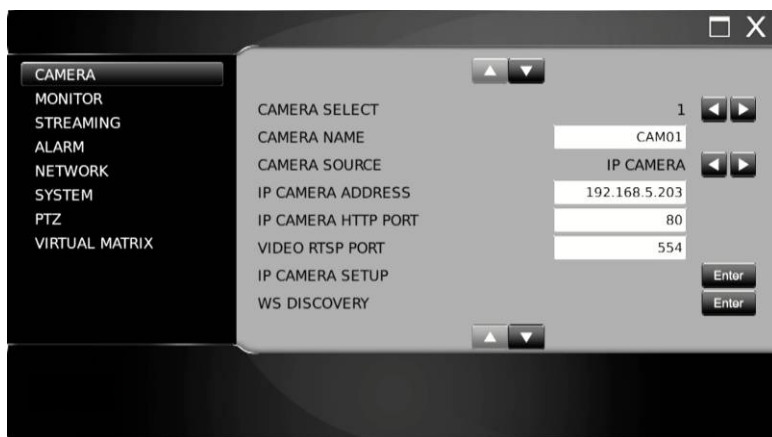 X
CAMERA
MONITOR
STREAMING
ALARM
NETWORK
SYSTEM
PTZ
VIRTUAL MATRIX
CAMERA SELECT 1
CAMERA NAME CAM01
CAMERA SOURCE IP CAMERA
IP CAMERA ADDRESS 192.168.5.203
IP CAMERA HTTP PORT 80
VIDEO RTSP PORT 554
IP CAMERA SETUP Enter
WS DISCOVERY Enter